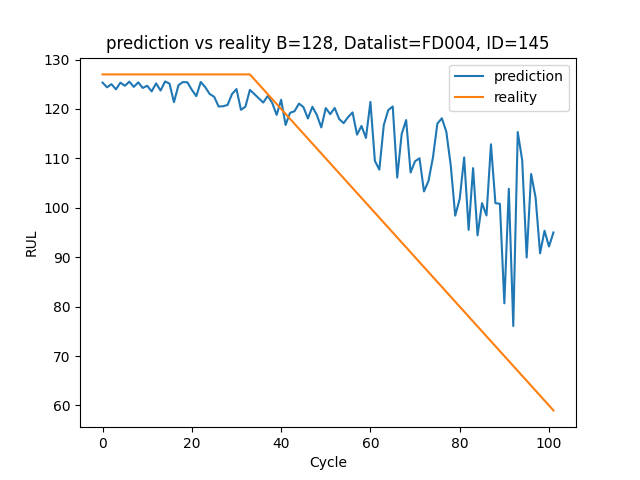 prediction vs reality B=128, Datalist=FD004, ID=145
prediction
reality
130
120
110
100
90
80
70
60
RUL
0 20 40 60 80 100
Cycle